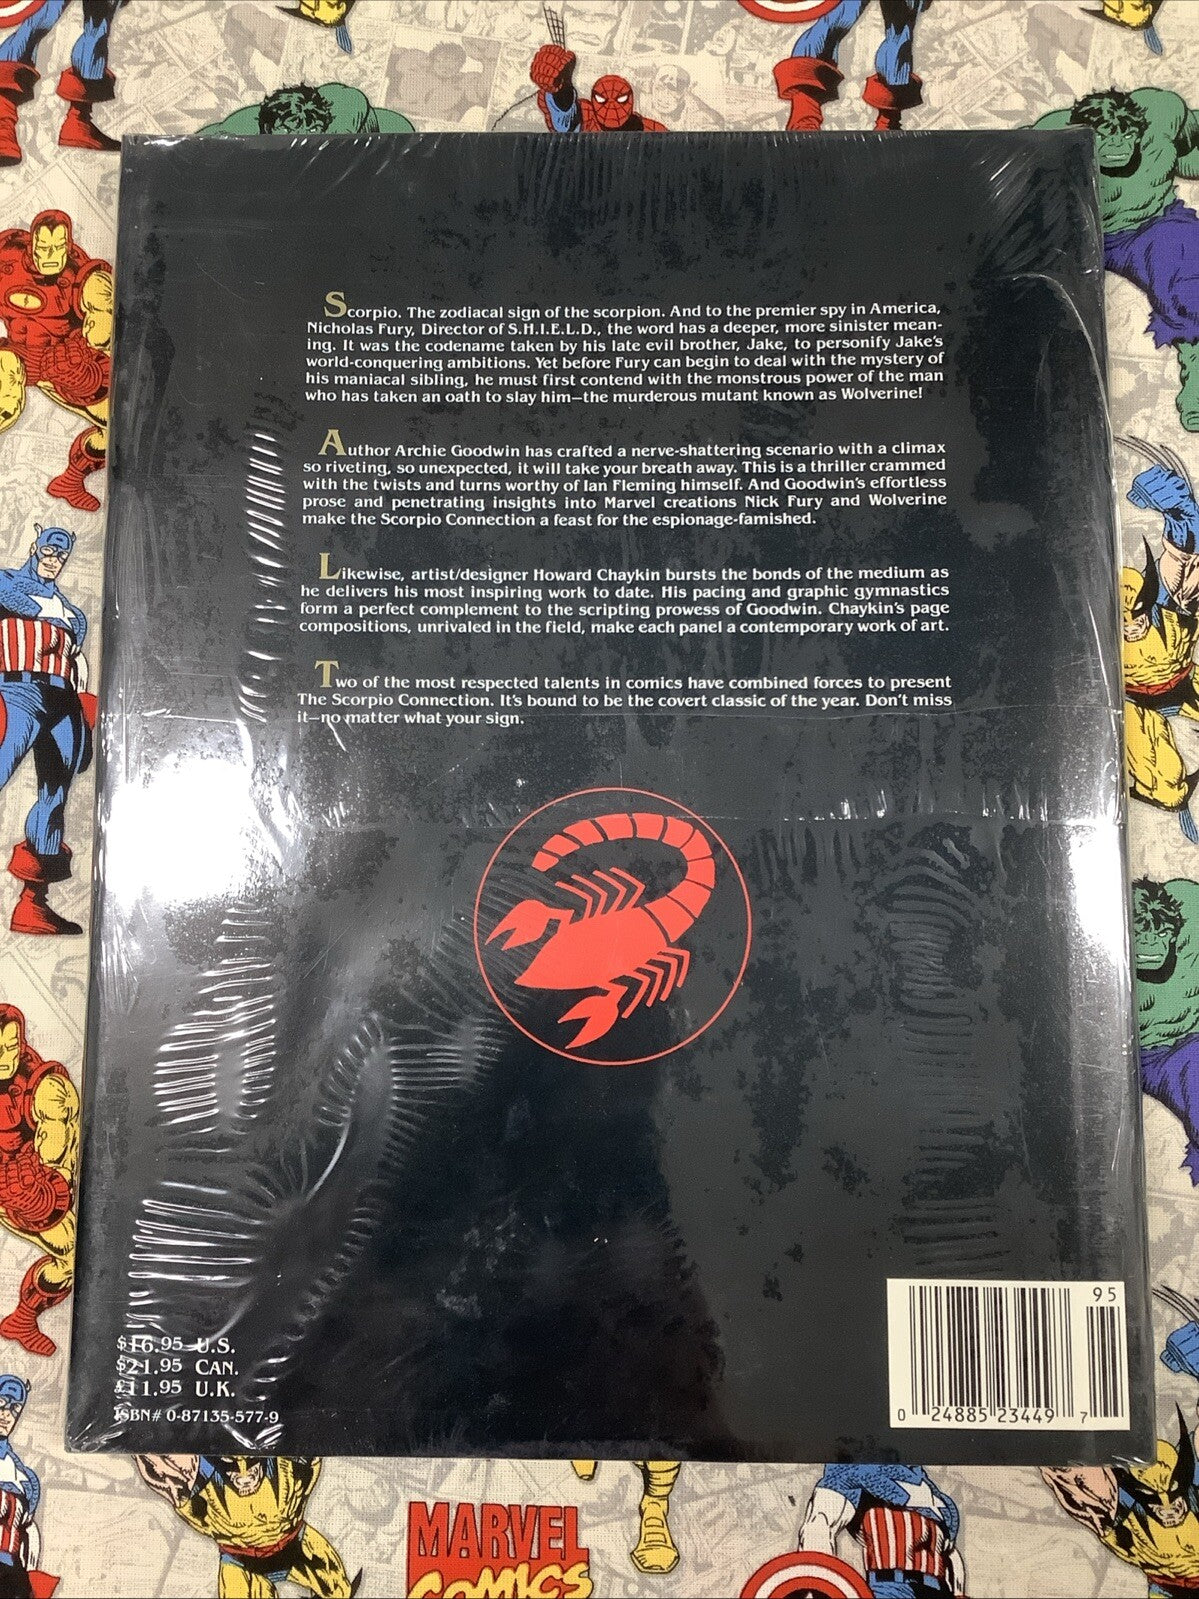 Scorpio. The zodiacal sign of the scorpion. And to the premier spy in America,
Nicholas Fury, Director of S.H.I.E.L.D., the word has a deeper, more sinister mean-
ing. It was the codename taken by his late evil brother, Jake, to personify Jake's
world-conquering ambitions. Yet before Fury can begin to deal with the mystery of
his maniacal sibling, he must first contend with the monstrous power of the man
who has taken an oath to slay him—the murderous mutant known as Wolverine!
Author Archie Goodwin has crafted a nerve-shattering scenario with a climax
so riveting, so unexpected, it will take your breath away. This is a thriller crammed
with the twists and turns worthy of Ian Fleming himself. And Goodwin's effortless
prose and penetrating insights into Marvel creations Nick Fury and Wolverine
make the Scorpio Connection a feast for the espionage-famished.
Likewise, artist/designer Howard Chaykin bursts the bonds of the medium as
he delivers his most inspiring work to date. His pacing and graphic gymnastics
form a perfect complement to the scripting prowess of Goodwin. Chaykin's page
compositions, unrivaled in the field, make each panel a contemporary work of art.
Two of the most respected talents in comics have combined forces to present
The Scorpio Connection. It's bound to be the covert classic of the year. Don't miss
it—no matter what your sign.
$16.95 U.S.
$21.95 CAN.
£11.95 U.K.
ISBN# 0-87135-577-9
95
0 24885 23449 7
MARVEL
COMICS